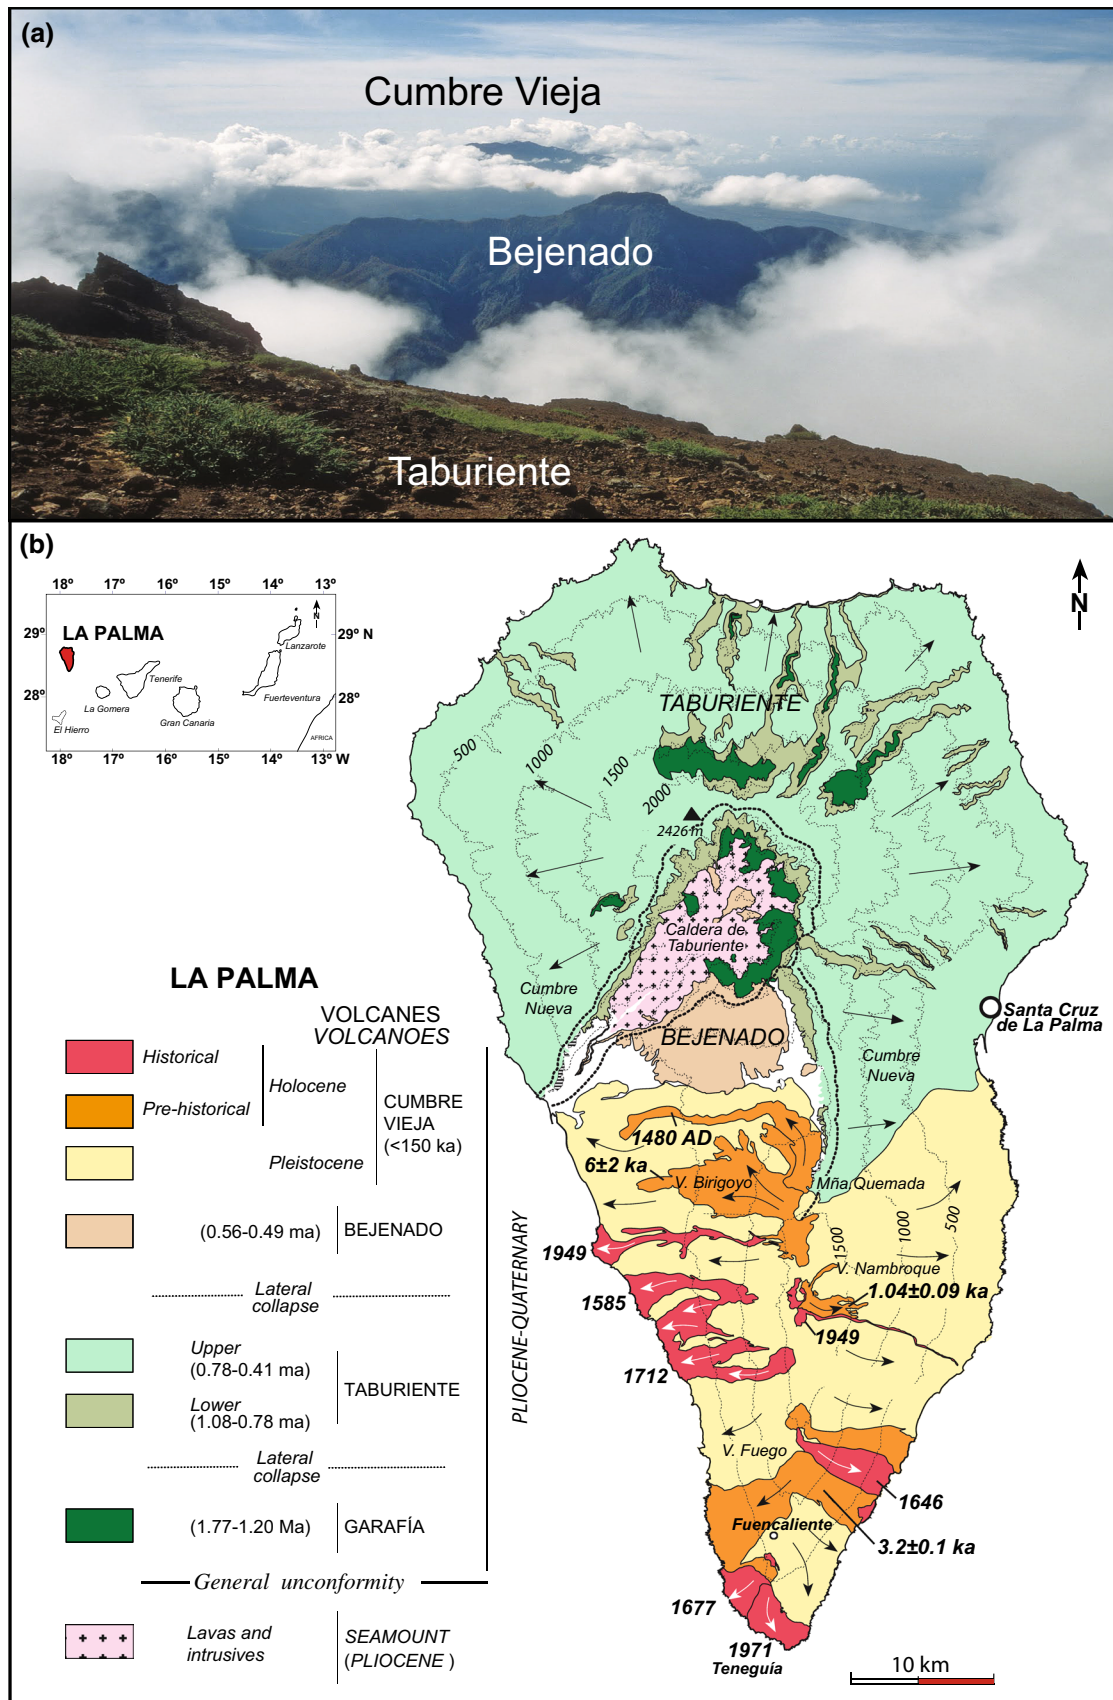 (a)
Cumbre Vieja
Bejenado
Taburiente
(b)
18º 17º 16º 15º 14º 13º
N
29º
29º N
LA PALMA
Lanzarote
Tenerife
28º
28º
La Gomera
Fuerteventura
El Hierro
Gran Canaria
AFRICA
18º 17º 16º 15º 14º 13º W
N
TABURIENTE
500
1000
1500
2000
2426 m
Caldera de
Taburiente
Cumbre
Nueva
BEJENADO
Santa Cruz
de La Palma
Cumbre
Nueva
1480 AD
6±2 ka
V. Birigoyo
Mña Quemada
1500
1000
500
1949
V. Nambroque
1.04±0.09 ka
1585
1949
1712
V. Fuego
1646
Fuencaliente
3.2±0.1 ka
1677
1971
Teneguía
10 km
LA PALMA
VOLCANES
VOLCANOES
Historical
Holocene
Pre-historical
CUMBRE
VIEJA
(<150 ka)
Pleistocene
(0.56-0.49 ma)
BEJENADO
Lateral
collapse
Upper
(0.78-0.41 ma)
TABURIENTE
Lower
(1.08-0.78 ma)
Lateral
collapse
(1.77-1.20 Ma)
GARAFÍA
General unconformity
Lavas and
intrusives
SEAMOUNT
(PLIOCENE )
PLIOCENE-QUATERNARY